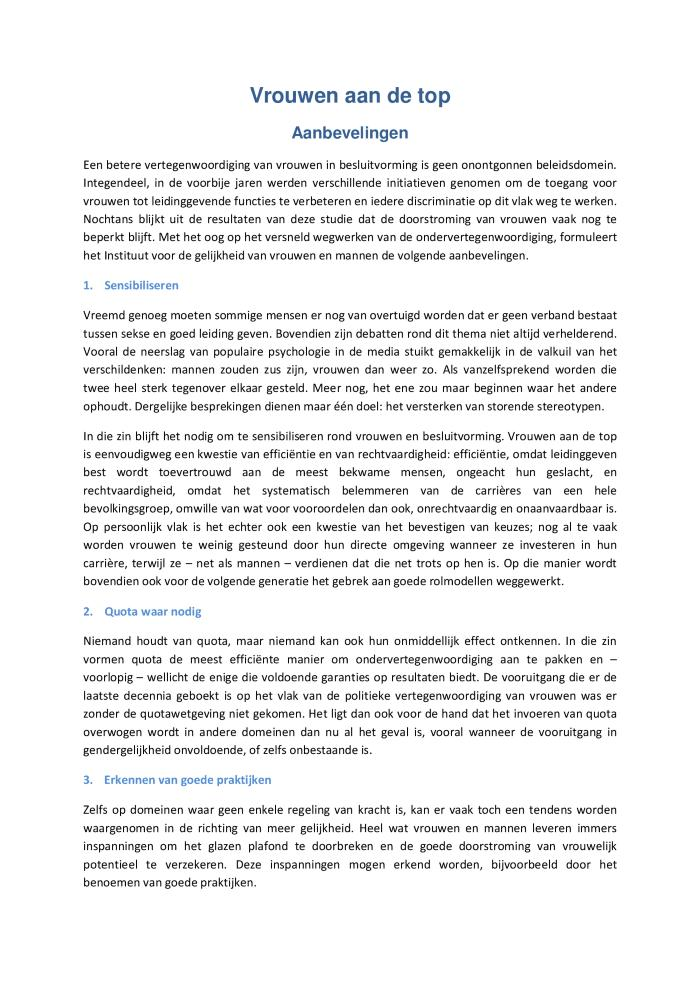 Vrouwen aan de top
Aanbevelingen
Een betere vertegenwoordiging van vrouwen in besluitvorming is geen onontgonnen beleidsdomein.
Integendeel, in de voorbije jaren werden verschillende initiatieven genomen om de toegang voor
vrouwen tot leidinggevende functies te verbeteren en iedere discriminatie op dit vlak weg te werken.
Nochtans blijkt uit de resultaten van deze studie dat de doorstroming van vrouwen vaak nog te
beperkt blijft. Met het oog op het versneld wegwerken van de ondervertegenwoordiging, formuleert
het Instituut voor de gelijkheid van vrouwen en mannen de volgende aanbevelingen.
1. Sensibiliseren
Vreemd genoeg moeten sommige mensen er nog van overtuigd worden dat er geen verband bestaat
tussen sekse en goed leiding geven. Bovendien zijn debatten rond dit thema niet altijd verhelderend.
Vooral de neerslag van populaire psychologie in de media stuikt gemakkelijk in de valkuil van het
verschildenken: mannen zouden zus zijn, vrouwen dan weer zo. Als vanzelfsprekend worden die
twee heel sterk tegenover elkaar gesteld. Meer nog, het ene zou maar beginnen waar het andere
ophoudt. Dergelijke besprekingen dienen maar één doel: het versterken van storende stereotypen.
In die zin blijft het nodig om te sensibiliseren rond vrouwen en besluitvorming. Vrouwen aan de top
is eenvoudigweg een kwestie van efficiëntie en van rechtvaardigheid: efficiëntie, omdat leidinggeven
best wordt toevertrouwd aan de meest bekwame mensen, ongeacht hun geslacht, en
rechtvaardigheid, omdat het systematisch belemmeren van de carrières van een hele
bevolkingsgroep, omwille van wat voor vooroordelen dan ook, onrechtvaardig en onaanvaardbaar is.
Op persoonlijk vlak is het echter ook een kwestie van het bevestigen van keuzes; nog al te vaak
worden vrouwen te weinig gesteund door hun directe omgeving wanneer ze investeren in hun
carrière, terwijl ze – net als mannen – verdienen dat die net trots op hen is. Op die manier wordt
bovendien ook voor de volgende generatie het gebrek aan goede rolmodellen weggewerkt.
2. Quota waar nodig
Niemand houdt van quota, maar niemand kan ook hun onmiddellijk effect ontkennen. In die zin
vormen quota de meest efficiënte manier om ondervertegenwoordiging aan te pakken en –
voorlopig – wellicht de enige die voldoende garanties op resultaten biedt. De vooruitgang die er de
laatste decennia geboekt is op het vlak van de politieke vertegenwoordiging van vrouwen was er
zonder de quotawetgeving niet gekomen. Het ligt dan ook voor de hand dat het invoeren van quota
overwogen wordt in andere domeinen dan nu al het geval is, vooral wanneer de vooruitgang in
gendergelijkheid onvoldoende, of zelfs onbestaande is.
3. Erkennen van goede praktijken
Zelfs op domeinen waar geen enkele regeling van kracht is, kan er vaak toch een tendens worden
waargenomen in de richting van meer gelijkheid. Heel wat vrouwen en mannen leveren immers
inspanningen om het glazen plafond te doorbreken en de goede doorstroming van vrouwelijk
potentieel te verzekeren. Deze inspanningen mogen erkend worden, bijvoorbeeld door het
benoemen van goede praktijken.